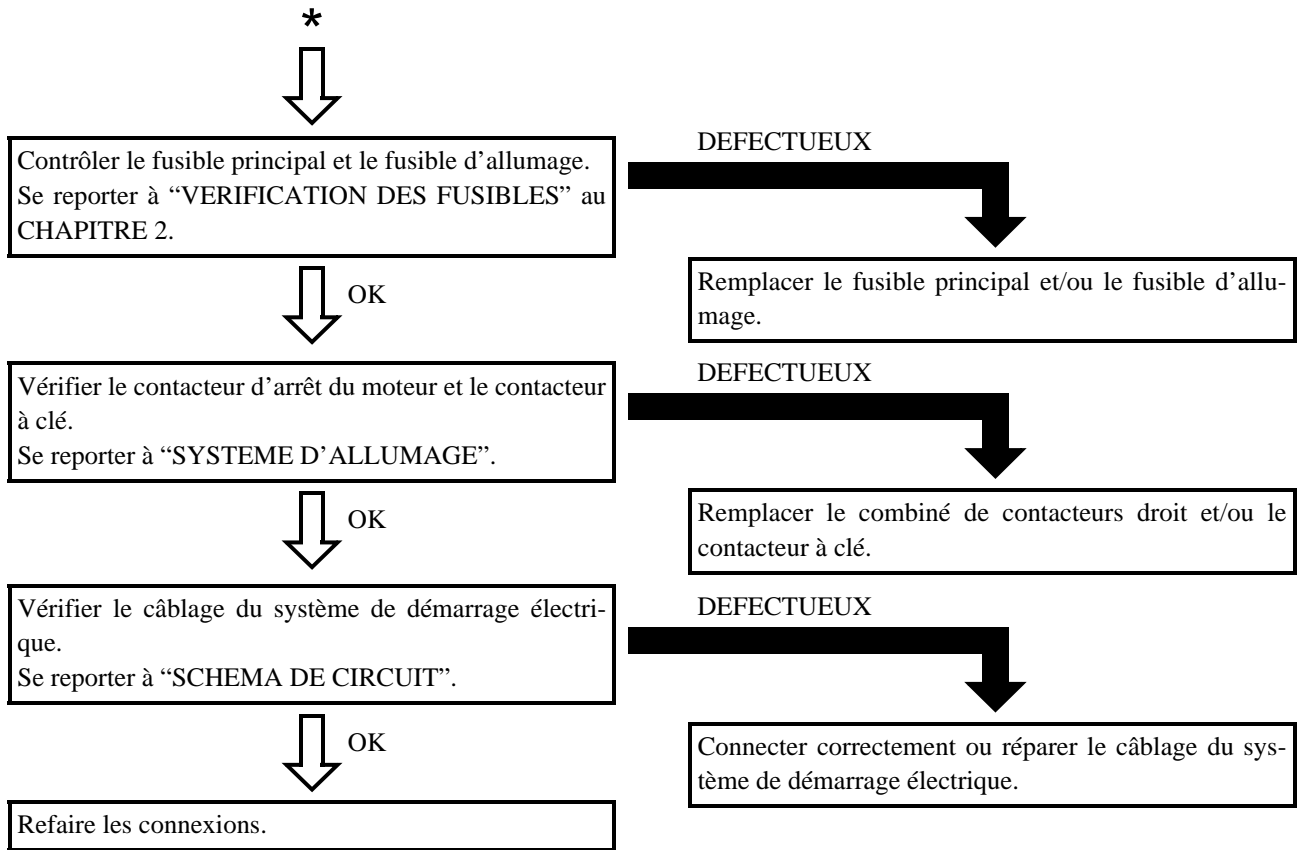 *
Contrôler le fusible principal et le fusible d’allumage.
Se reporter à “VERIFICATION DES FUSIBLES” au
CHAPITRE 2.
DEFECTUEUX
Remplacer le fusible principal et/ou le fusible d’allu-
mage.
OK
Vérifier le contacteur d’arrêt du moteur et le contacteur
à clé.
Se reporter à “SYSTEME D’ALLUMAGE”.
DEFECTUEUX
Remplacer le combiné de contacteurs droit et/ou le
contacteur à clé.
OK
Vérifier le câblage du système de démarrage électri-
que.
Se reporter à “SCHEMA DE CIRCUIT”.
DEFECTUEUX
Connecter correctement ou réparer le câblage du sys-
tème de démarrage électrique.
OK
Refaire les connexions.